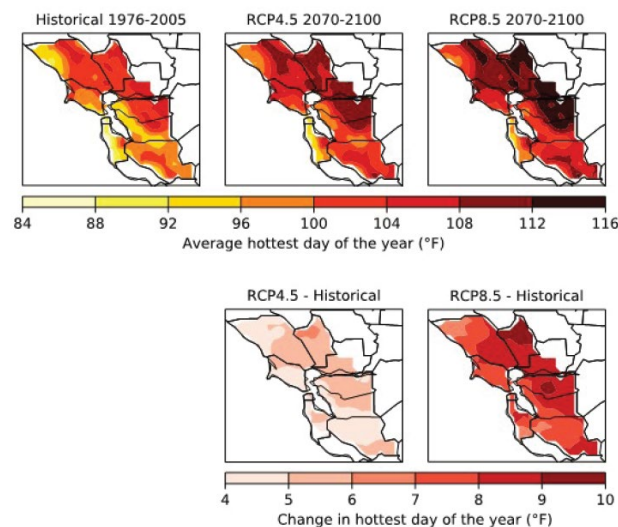 Historical 1976-2005 RCP4.5 2070-2100 RCP8.5 2070-2100
84 88 92 96 100 104 108 112 116
Average hottest day of the year (°F)
RCP4.5 - Historical RCP8.5 - Historical
4 5 6 7 8 9 10
Change in hottest day of the year (°F)